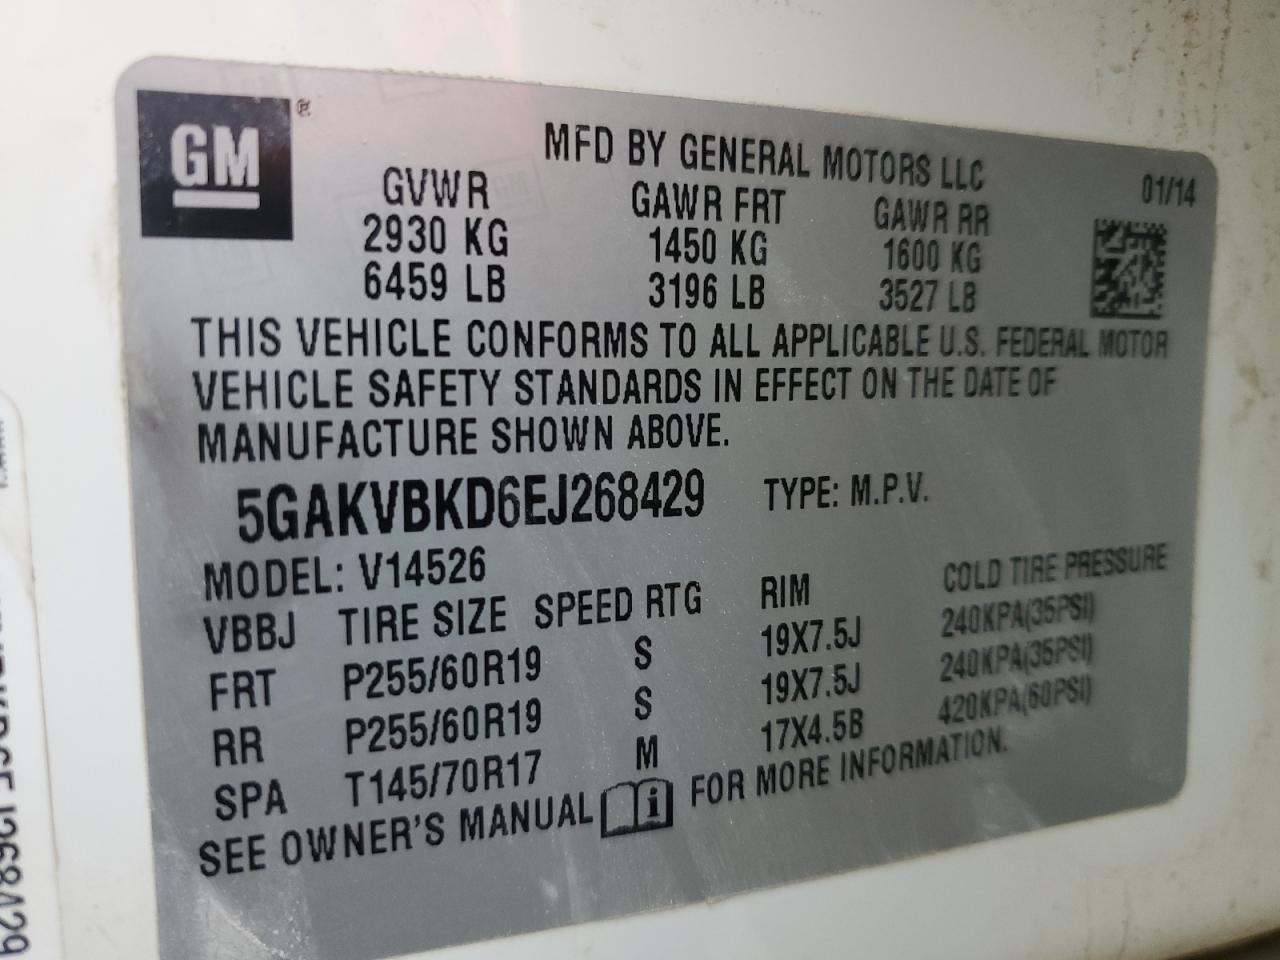 GM®
MFD BY GENERAL MOTORS LLC
01/14
GVWR GAWR FRT GAWR RR
2930 KG 1450 KG 1600 KG
6459 LB 3196 LB 3527 LB
THIS VEHICLE CONFORMS TO ALL APPLICABLE U.S. FEDERAL MOTOR
VEHICLE SAFETY STANDARDS IN EFFECT ON THE DATE OF
MANUFACTURE SHOWN ABOVE.
5GAKVBKD6EJ268429 TYPE: M.P.V.
MODEL: V14526
VBBJ TIRE SIZE SPEED RTG RIM COLD TIRE PRESSURE
FRT P255/60R19 S 19X7.5J 240KPA(35PSI)
RR P255/60R19 S 19X7.5J 240KPA(35PSI)
SPA T145/70R17 M 17X4.5B 420KPA(60PSI)
SEE OWNER'S MANUAL i FOR MORE INFORMATION.